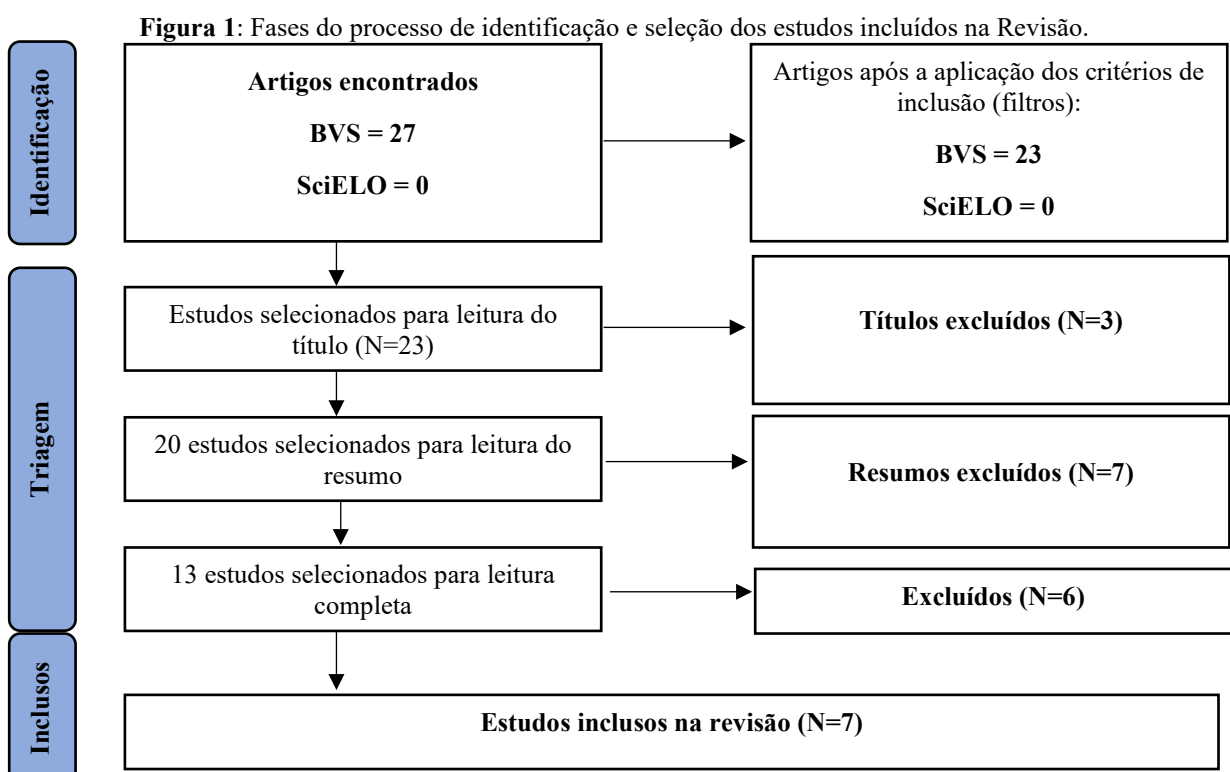 Figura 1: Fases do processo de identificação e seleção dos estudos incluídos na Revisão.
Identificação
Artigos encontrados
BVS = 27
SciELO = 0
Artigos após a aplicação dos critérios de
inclusão (filtros):
BVS = 23
SciELO = 0
Triagem
Estudos selecionados para leitura do
título (N=23)
Títulos excluídos (N=3)
20 estudos selecionados para leitura do
resumo
Resumos excluídos (N=7)
13 estudos selecionados para leitura
completa
Excluídos (N=6)
Inclusos
Estudos inclusos na revisão (N=7)